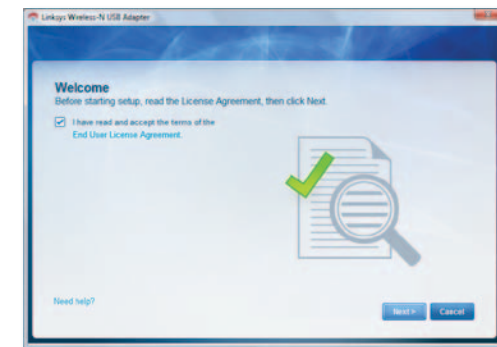 Linksys Wireless-N USB Adapter
Welcome
Before starting setup, read the License Agreement, then click Next.
I have read and accept the terms of the
End User License Agreement.
Need help?
Next >
Cancel